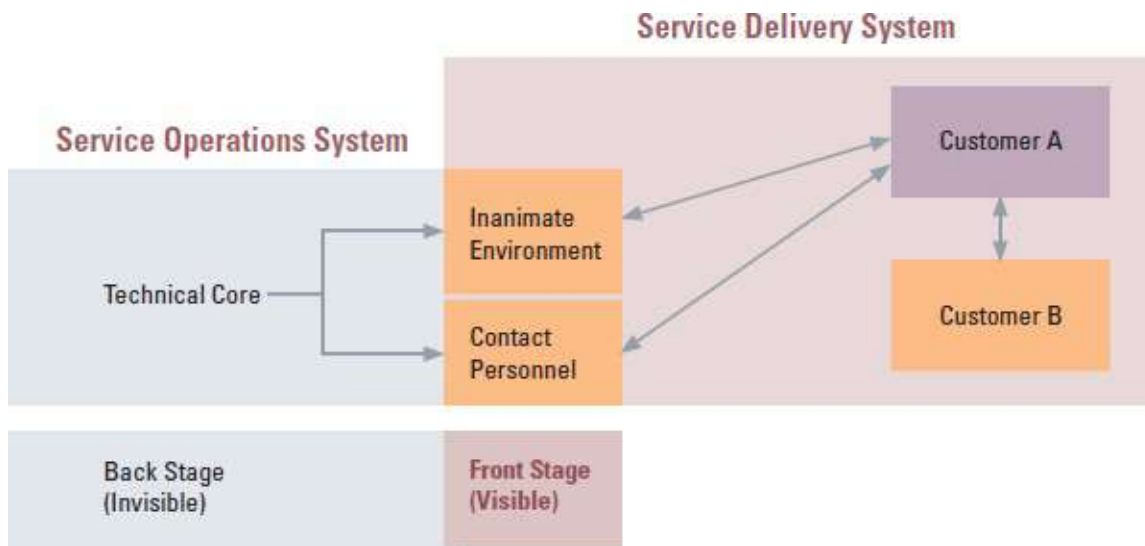 Service Delivery System
Service Operations System
Customer A
Inanimate
Environment
Technical Core
Customer B
Contact
Personnel
Back Stage
(Invisible)
Front Stage
(Visible)